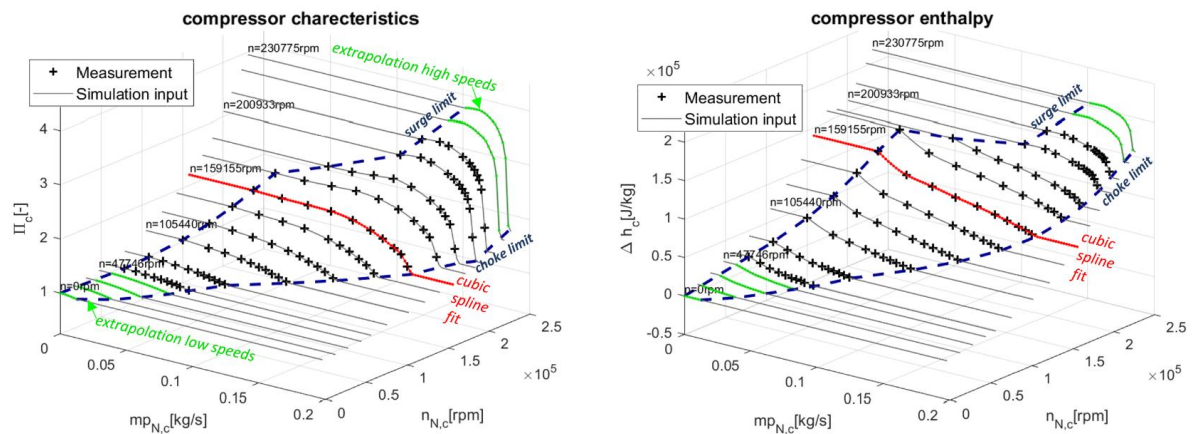 compressor charecteristics
n=230775rpm
extrapolation high speeds
Measurement
Simulation input
n=200933rpm
surge limit
n=159155rpm
n=105440rpm
n=47746rpm
n=0rpm
choke limit
cubic
spline
fit
extrapolation low speeds
4
3
2
1
Π_c[-]
0
0.05
0.1
0.15
0.2
mp_N,c[kg/s]
0
0.5
1
1.5
2
2.5
×10^5
n_N,c[rpm]
compressor enthalpy
×10^5
n=230775rpm
Measurement
Simulation input
n=200933rpm
surge limit
n=159155rpm
n=105440rpm
n=47746rpm
n=0rpm
choke limit
cubic
spline
fit
2
1.5
1
0.5
0
-0.5
Δ h_c[J/kg]
0
0.05
0.1
0.15
0.2
mp_N,c[kg/s]
0
0.5
1
1.5
2
2.5
×10^5
n_N,c[rpm]